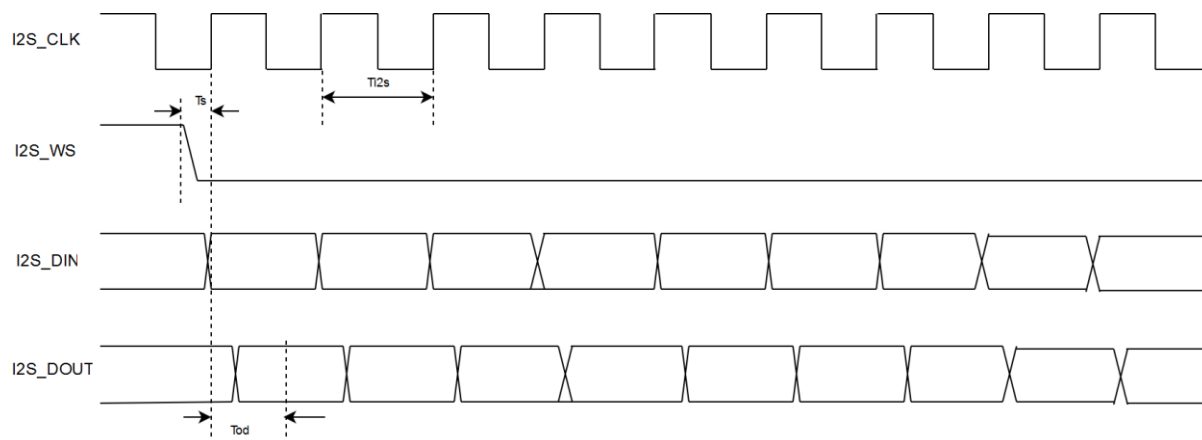 I2S_CLK
Ts
TI2s
I2S_WS
I2S_DIN
I2S_DOUT
Tod